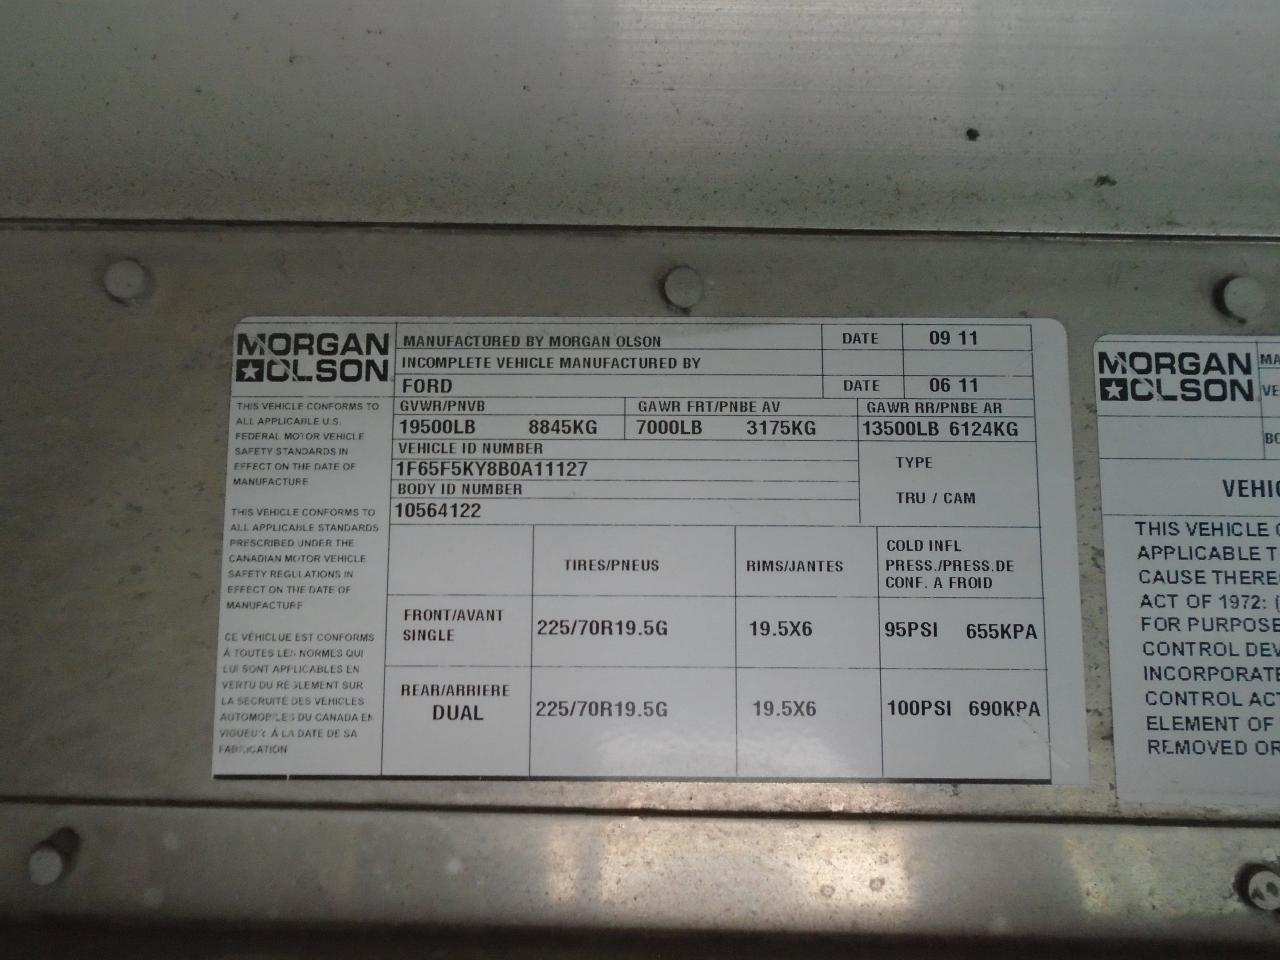 MORGAN
OLSON
MANUFACTURED BY MORGAN OLSON DATE 09 11
INCOMPLETE VEHICLE MANUFACTURED BY
FORD DATE 06 11
GVWR/PNVB GAWR FRT/PNBE AV GAWR RR/PNBE AR
19500LB 8845KG 7000LB 3175KG 13500LB 6124KG
VEHICLE ID NUMBER
1F65F5KY8B0A11127
BODY ID NUMBER
10564122
TYPE
TRU / CAM
TIRES/PNEUS RIMS/JANTES COLD INFL
PRESS./PRESS.DE
CONF. A FROID
FRONT/AVANT
SINGLE
225/70R19.5G 19.5X6 95PSI 655KPA
REAR/ARRIERE
DUAL
225/70R19.5G 19.5X6 100PSI 690KPA
THIS VEHICLE CONFORMS TO
ALL APPLICABLE U.S.
FEDERAL MOTOR VEHICLE
SAFETY STANDARDS IN
EFFECT ON THE DATE OF
MANUFACTURE
THIS VEHICLE CONFORMS TO
ALL APPLICABLE STANDARDS
PRESCRIBED UNDER THE
CANADIAN MOTOR VEHICLE
SAFETY REGULATIONS IN
EFFECT ON THE DATE OF
MANUFACTURE
CE VÉHICLUE EST CONFORMS
À TOUTES LES NORMES QUI
LUI SONT APPLICABLES EN
VERTU DU RÈGLEMENT SUR
LA SÉCRUITÉ DES VÉHICLES
AUTOMOBILES DU CANADA EN
VIGUEUR À LA DATE DE SA
FABRICATION
MORGAN
OLSON
MA
VE
BO
VEHIC
THIS VEHICLE C
APPLICABLE T
CAUSE THERE
ACT OF 1972: (
FOR PURPOSE
CONTROL DEV
INCORPORATE
CONTROL AC
ELEMENT OF
REMOVED OR